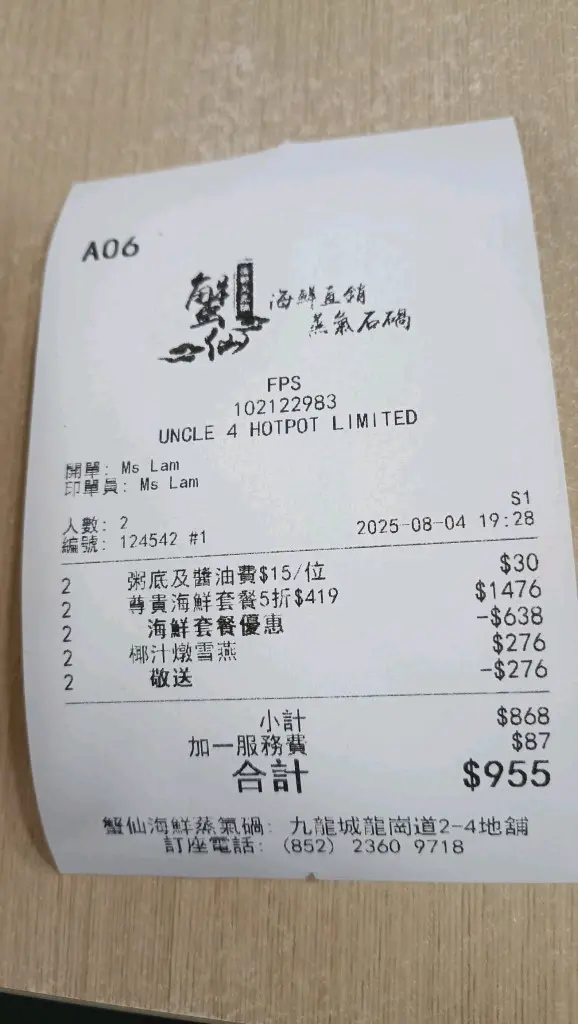 A06
蟹仙
海鮮直銷
蒸氣石鍋
FPS
102122983
UNCLE 4 HOTPOT LIMITED
開單: Ms Lam
印單員: Ms Lam
人數: 2 S1
編號: 124542 #1 2025-08-04 19:28
2 粥底及醬油費$15/位 $30
2 尊貴海鮮套餐5折$419 $1476
2 海鮮套餐優惠 -$638
2 椰汁燉雪燕 $276
2 敬送 -$276
小計 $868
加一服務費 $87
合計 $955
蟹仙海鮮蒸氣鍋: 九龍城龍崗道2-4地舖
訂座電話: (852) 2360 9718